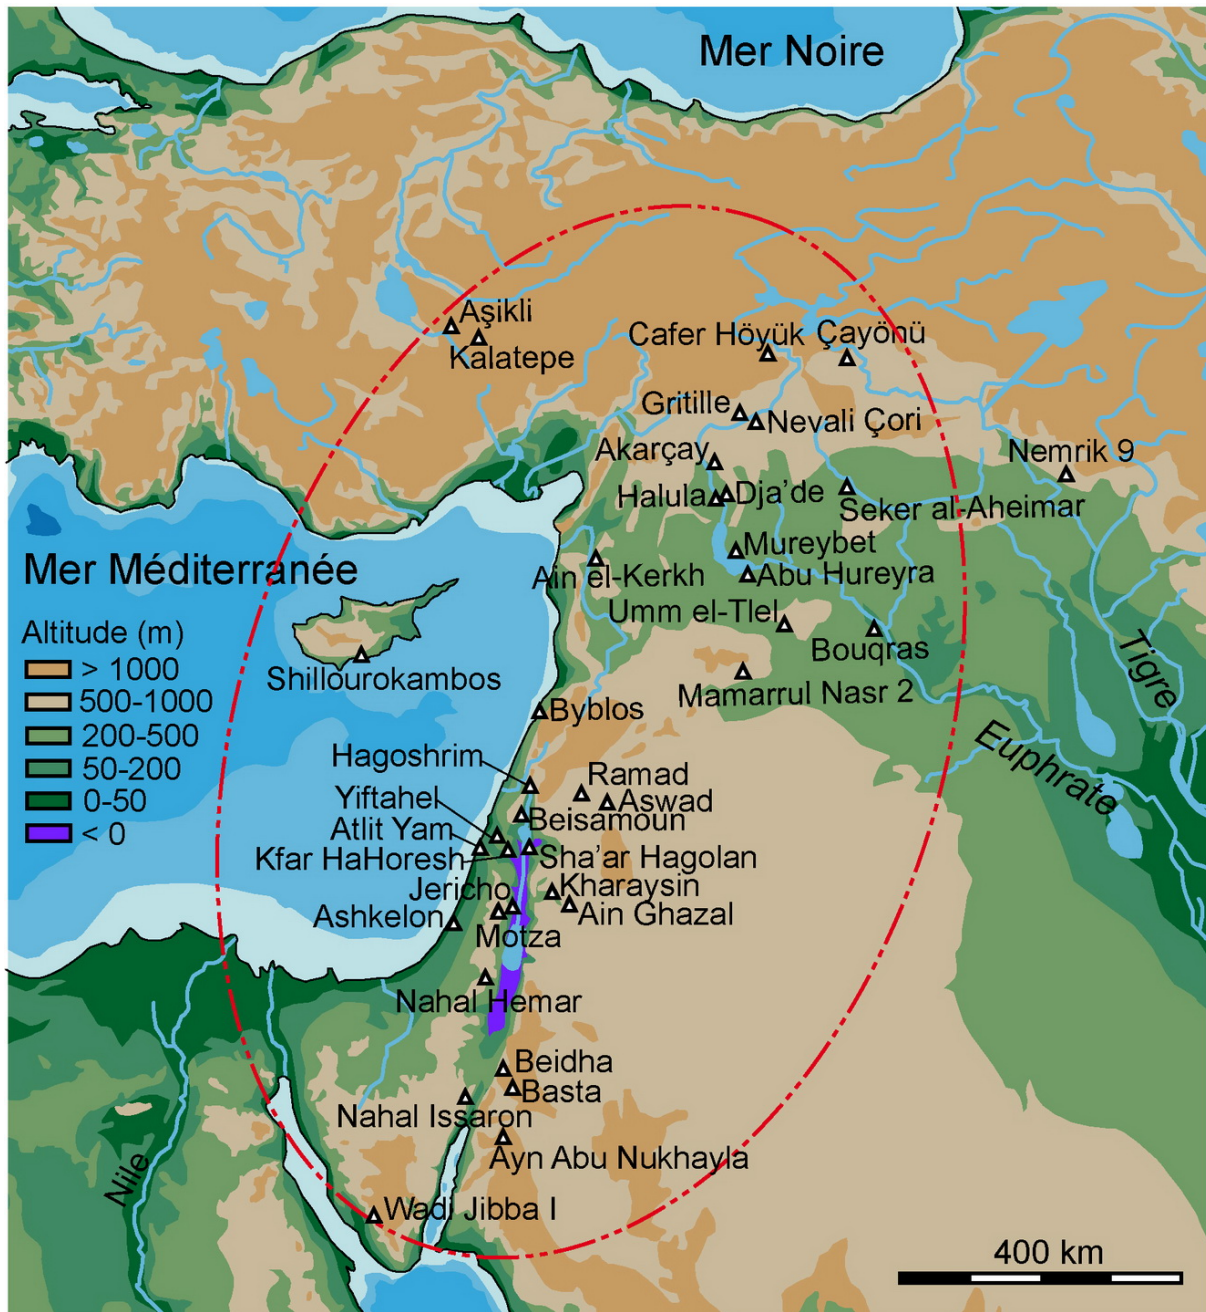 Mer Noire
Aşikli
Kalatepe
Cafer Höyük
Çayönü
Gritille
Nevali Çori
Akarçay
Nemrik 9
Halula
Dja'de
Seker al-Aheimar
Mureybet
Mer Méditerranée
Ain el-Kerkh
Abu Hureyra
Umm el-Tlel
Bouqras
Tigre
Altitude (m)
> 1000
500-1000
200-500
50-200
0-50
< 0
Shillourokambos
Mamarrul Nasr 2
Byblos
Euphrate
Hagoshrim
Ramad
Yiftahel
Aswad
Atlit Yam
Beisamoun
Kfar HaHoresh
Sha'ar Hagolan
Jericho
Kharaysin
Ashkelon
Ain Ghazal
Motza
Nahal Hemar
Beidha
Basta
Nahal Issaron
Ayn Abu Nukhayla
Nile
Wadi Jibba I
400 km